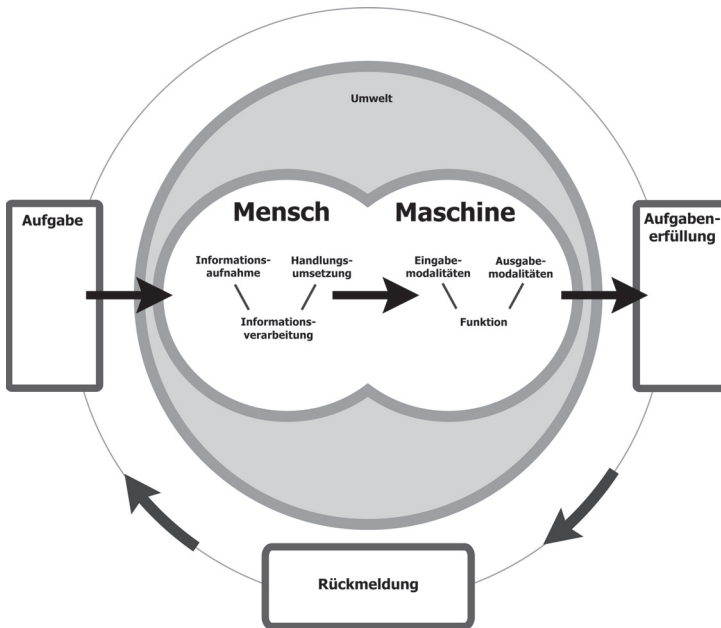 Umwelt
Mensch
Maschine
Aufgabe
Aufgaben-
erfüllung
Informations-
aufnahme
Handlungs-
umsetzung
Eingabe-
modalitäten
Ausgabe-
modalitäten
Informations-
verarbeitung
Funktion
Rückmeldung